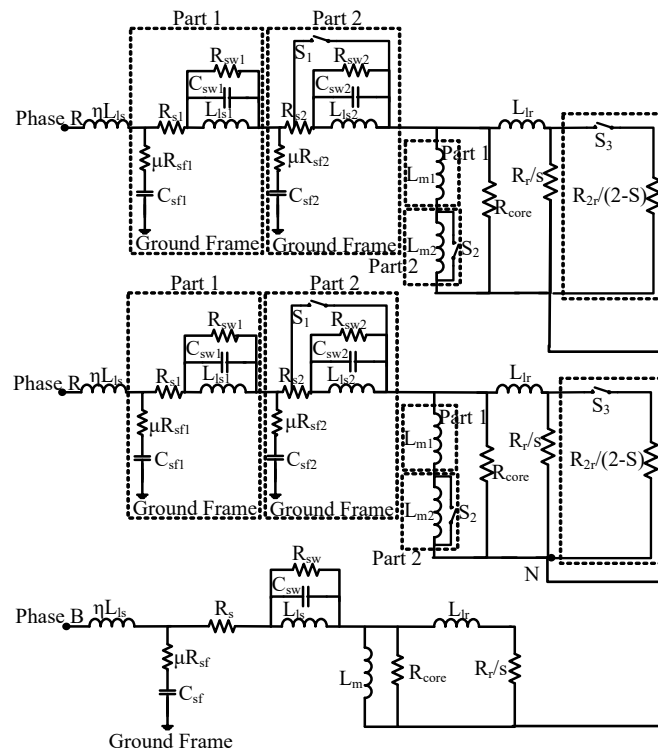 Part 1 Part 2
Rsw1 S1 Rsw2
Csw1 Csw2
Phase R ηLls Rs1 Lls1 Rs2 Lls2 Llr
S3
μRsf1 μRsf2 Lm1 Part 1 Rr/s R2r/(2-S)
Csf1 Csf2 Rcore
Lm2 S2
Ground Frame Ground Frame Part 2
Part 1 Part 2
Rsw1 S1 Rsw2
Csw1 Csw2
Phase R ηLls Rs1 Lls1 Rs2 Lls2 Llr
S3
μRsf1 μRsf2 Lm1 Part 1 Rr/s R2r/(2-S)
Csf1 Csf2 Rcore
Lm2 S2
Ground Frame Ground Frame
Part 2 N
Rsw
Csw
Phase B ηLls Rs Lls Llr
μRsf Lm Rcore Rr/s
Csf
Ground Frame